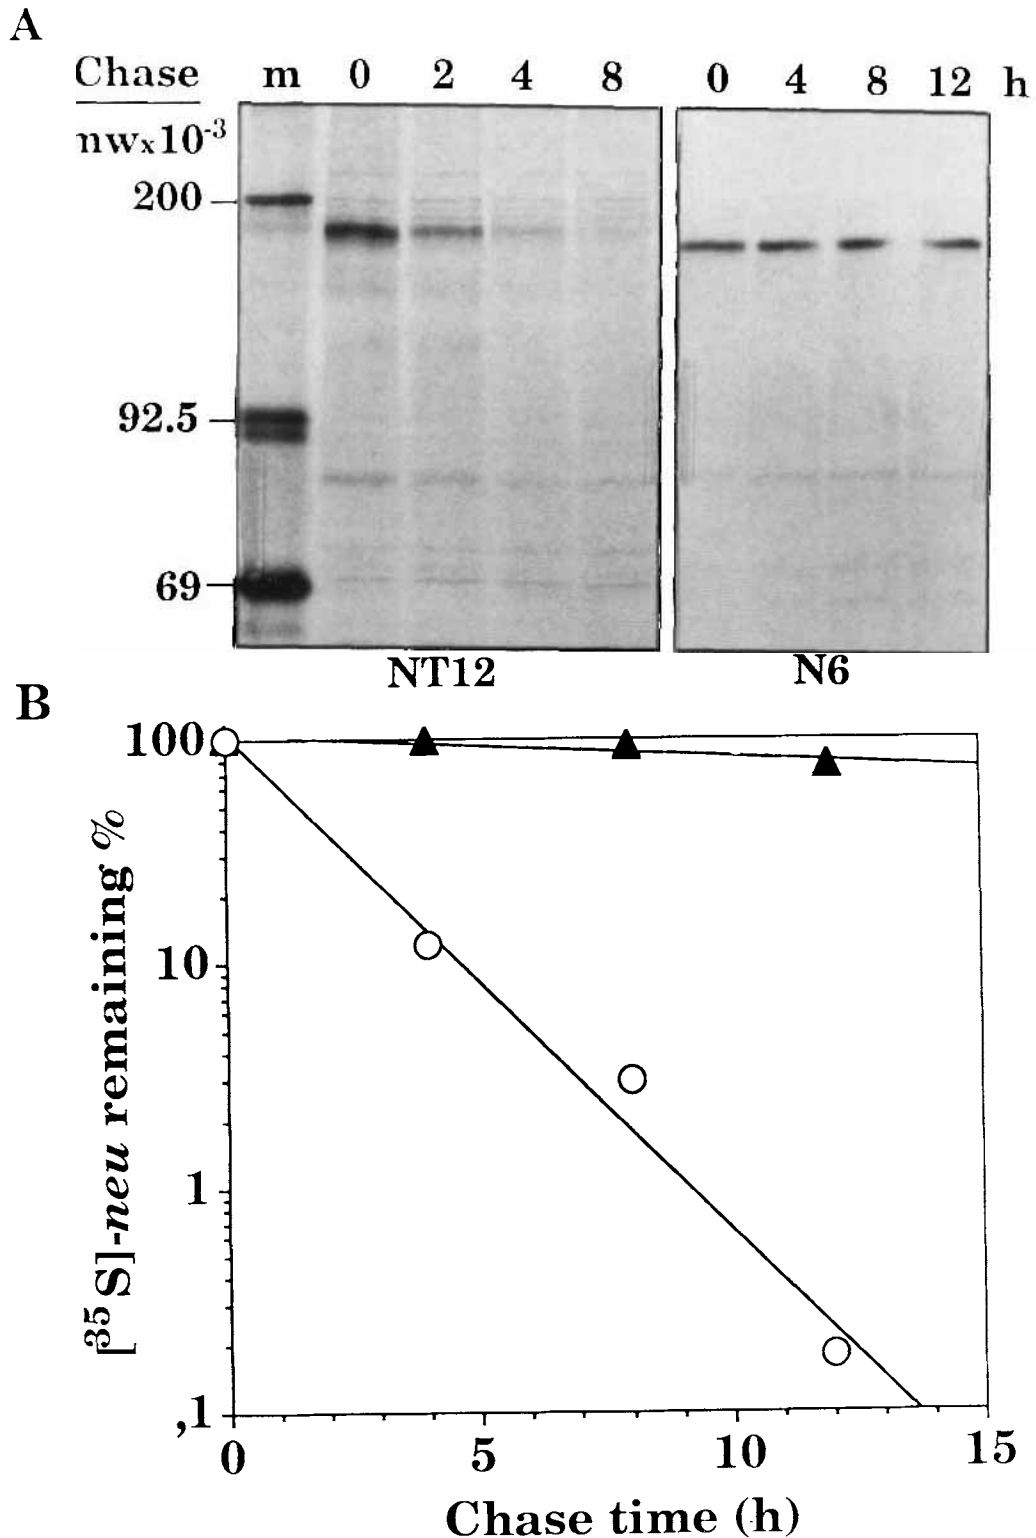 A
Chase m 0 2 4 8 0 4 8 12 h
mwx10-3
200
92.5
69
NT12 N6
B
100
10
1
,1
[35S]-neu remaining %
0 5 10 15
Chase time (h)